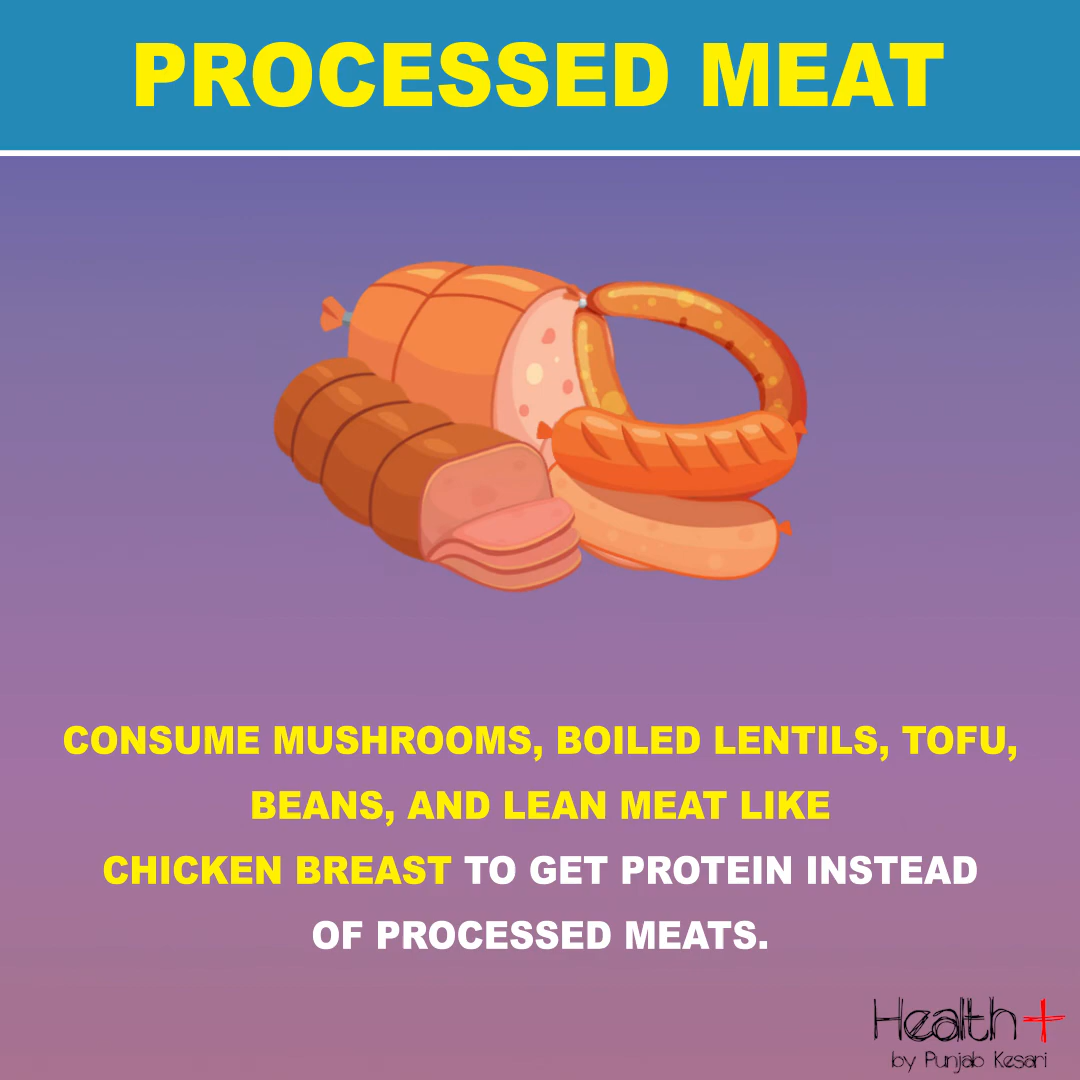 PROCESSED MEAT
CONSUME MUSHROOMS, BOILED LENTILS, TOFU,
BEANS, AND LEAN MEAT LIKE
CHICKEN BREAST TO GET PROTEIN INSTEAD
OF PROCESSED MEATS.
Health+
by Punjab Kesari